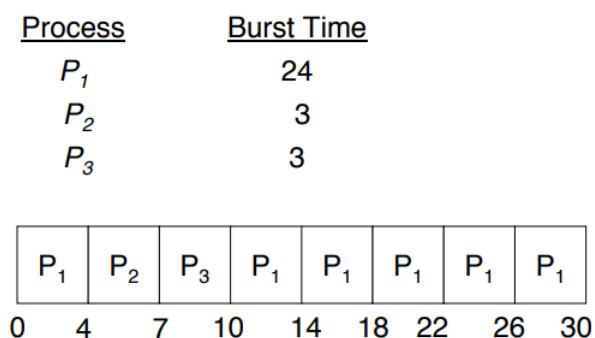 Process Burst Time
P1 24
P2 3
P3 3
P1 P2 P3 P1 P1 P1 P1 P1
0 4 7 10 14 18 22 26 30